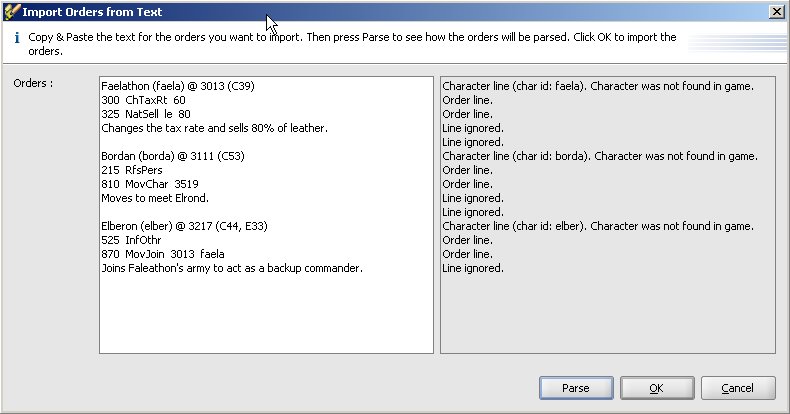 Import Orders from Text
i Copy & Paste the text for the orders you want to import. Then press Parse to see how the orders will be parsed. Click OK to import the
orders.
Orders :
Faelathon (faela) @ 3013 (C39)
300 ChTaxRt 60
325 NatSell le 80
Changes the tax rate and sells 80% of leather.
Bordan (borda) @ 3111 (C53)
215 RfsPers
810 MovChar 3519
Moves to meet Elrond.
Elberon (elber) @ 3217 (C44, E33)
525 InfOthr
870 MovJoin 3013 faela
Joins Faleathon's army to act as a backup commander.
Character line (char id: faela). Character was not found in game.
Order line.
Order line.
Line ignored.
Line ignored.
Character line (char id: borda). Character was not found in game.
Order line.
Order line.
Line ignored.
Line ignored.
Character line (char id: elber). Character was not found in game.
Order line.
Order line.
Line ignored.
Parse
OK
Cancel